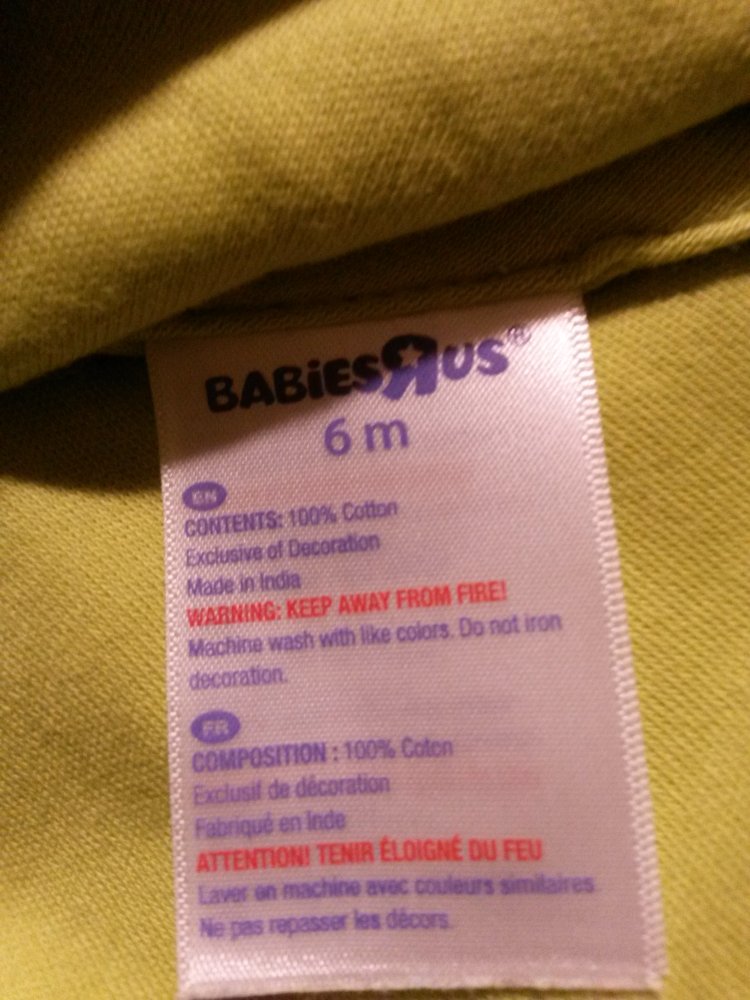 BABiESRUS®
6 m
EN
CONTENTS: 100% Cotton
Exclusive of Decoration
Made in India
WARNING: KEEP AWAY FROM FIRE!
Machine wash with like colors. Do not iron
decoration.
FR
COMPOSITION : 100% Coton
Exclusif de décoration
Fabriqué en Inde
ATTENTION! TENIR ÉLOIGNÉ DU FEU
Laver en machine avec couleurs similaires
Ne pas repasser les décors.